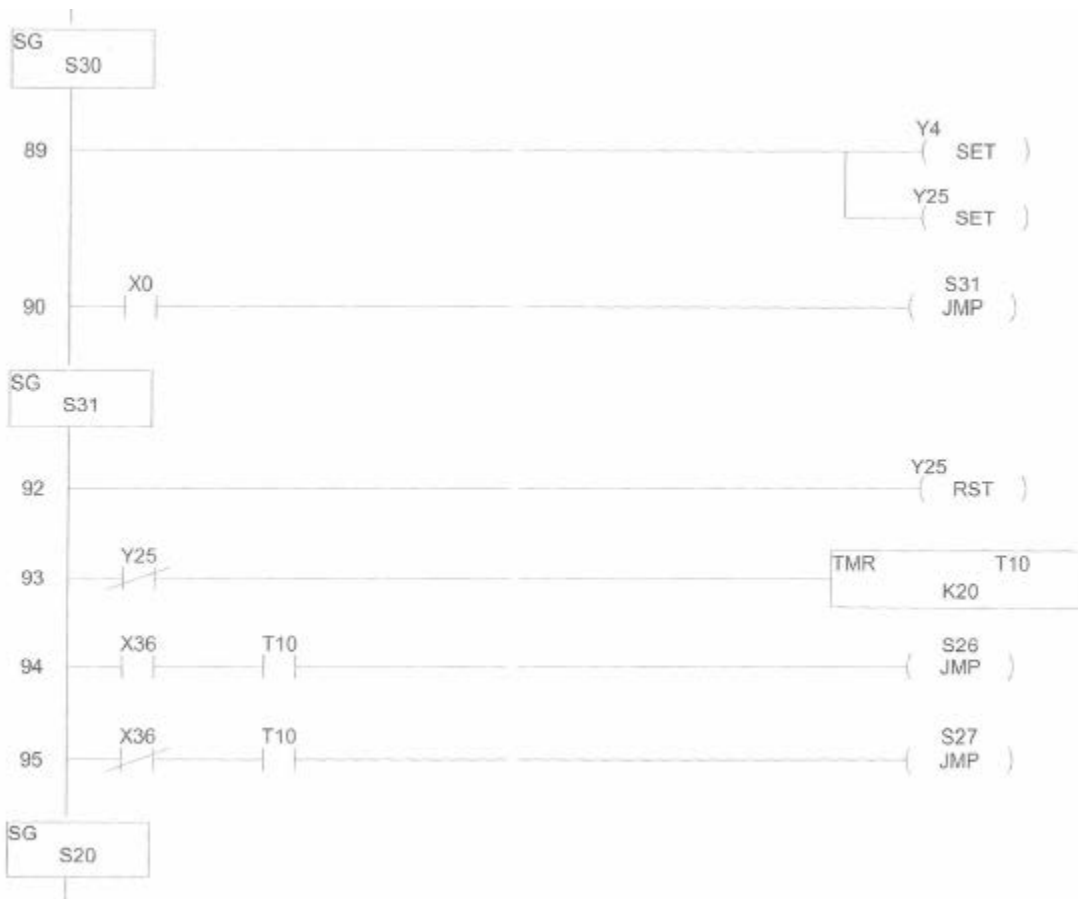 SG
S30
Y4
89 SET
Y25
SET
X0 S31
90 JMP
SG
S31
Y25
92 RST
Y25 TMR T10
93 K20
X36 T10 S26
94 JMP
X36 T10 S27
95 JMP
SG
S20